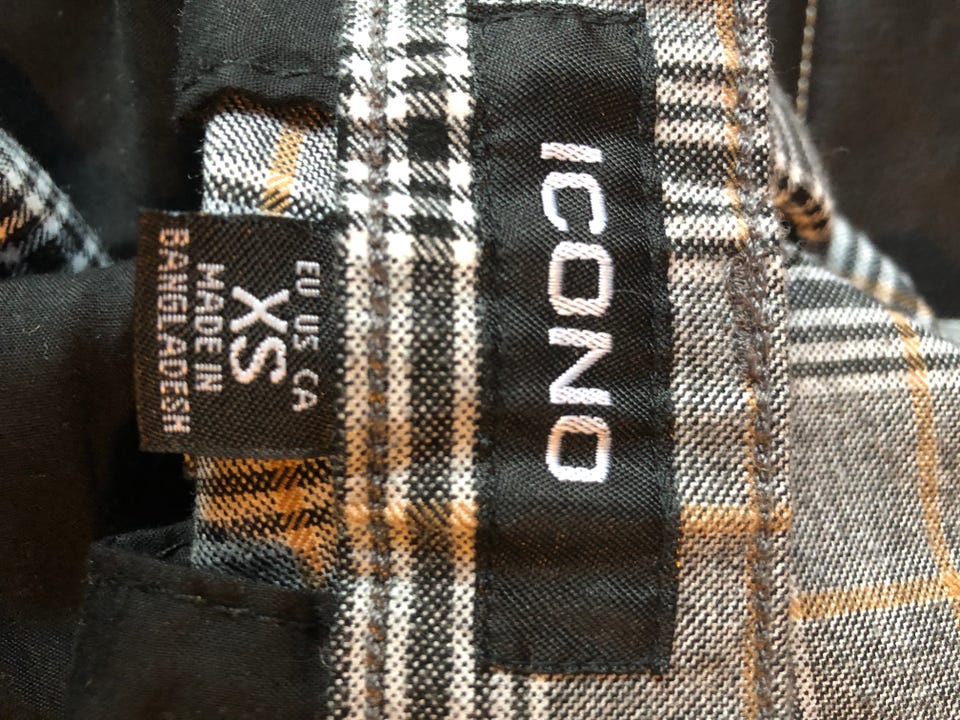 ICONO
EU US CA
XS
MADE IN
BANGLADESH